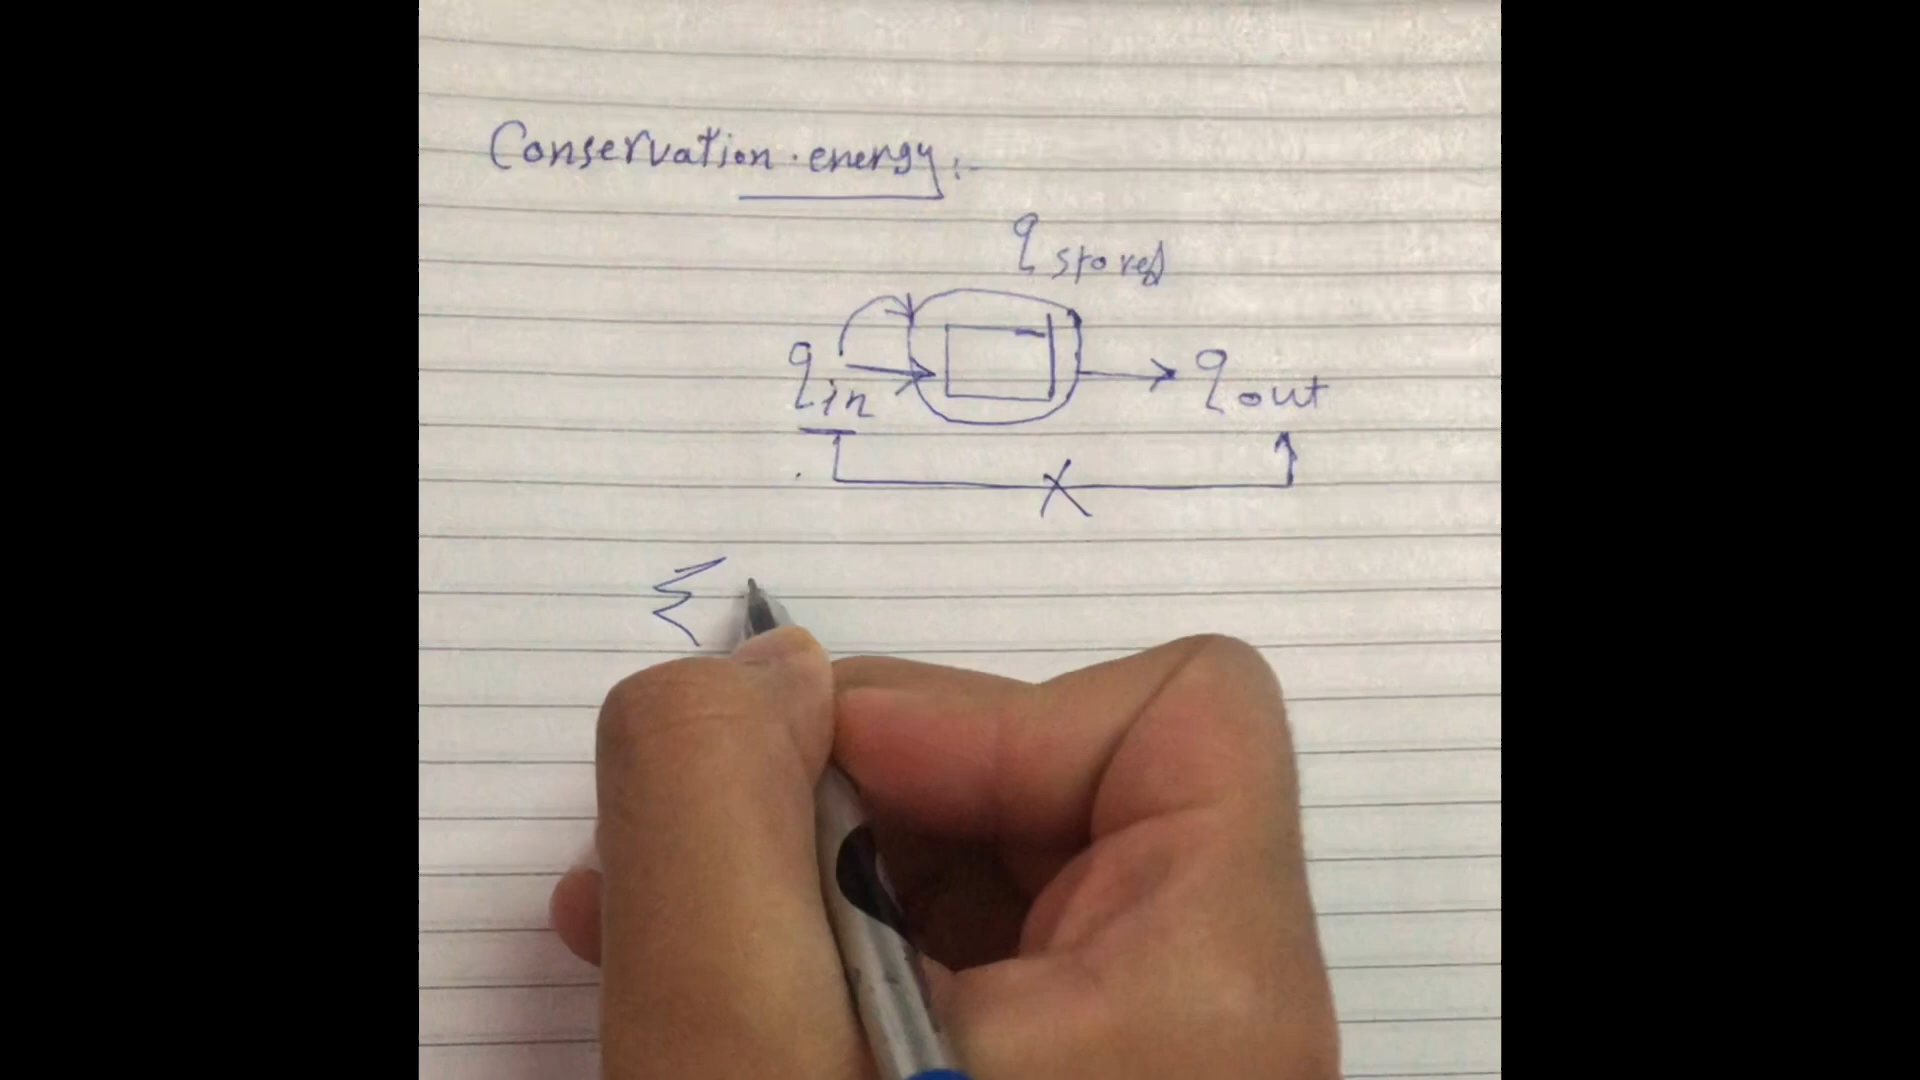 Conservation energy:-
q stored
q in q out
X
Σ